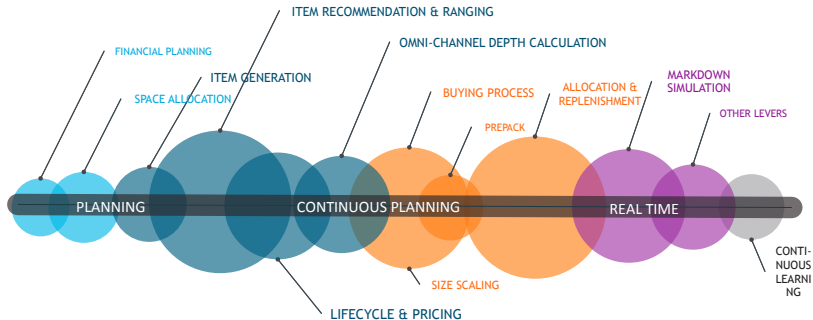 ITEM RECOMMENDATION & RANGING
OMNI-CHANNEL DEPTH CALCULATION
FINANCIAL PLANNING
ITEM GENERATION
MARKDOWN
SIMULATION
SPACE ALLOCATION
BUYING PROCESS
ALLOCATION &
REPLENISHMENT
OTHER LEVERS
PREPACK
PLANNING
CONTINUOUS PLANNING
REAL TIME
SIZE SCALING
CONTI-
NUOUS
LEARNI
NG
LIFECYCLE & PRICING